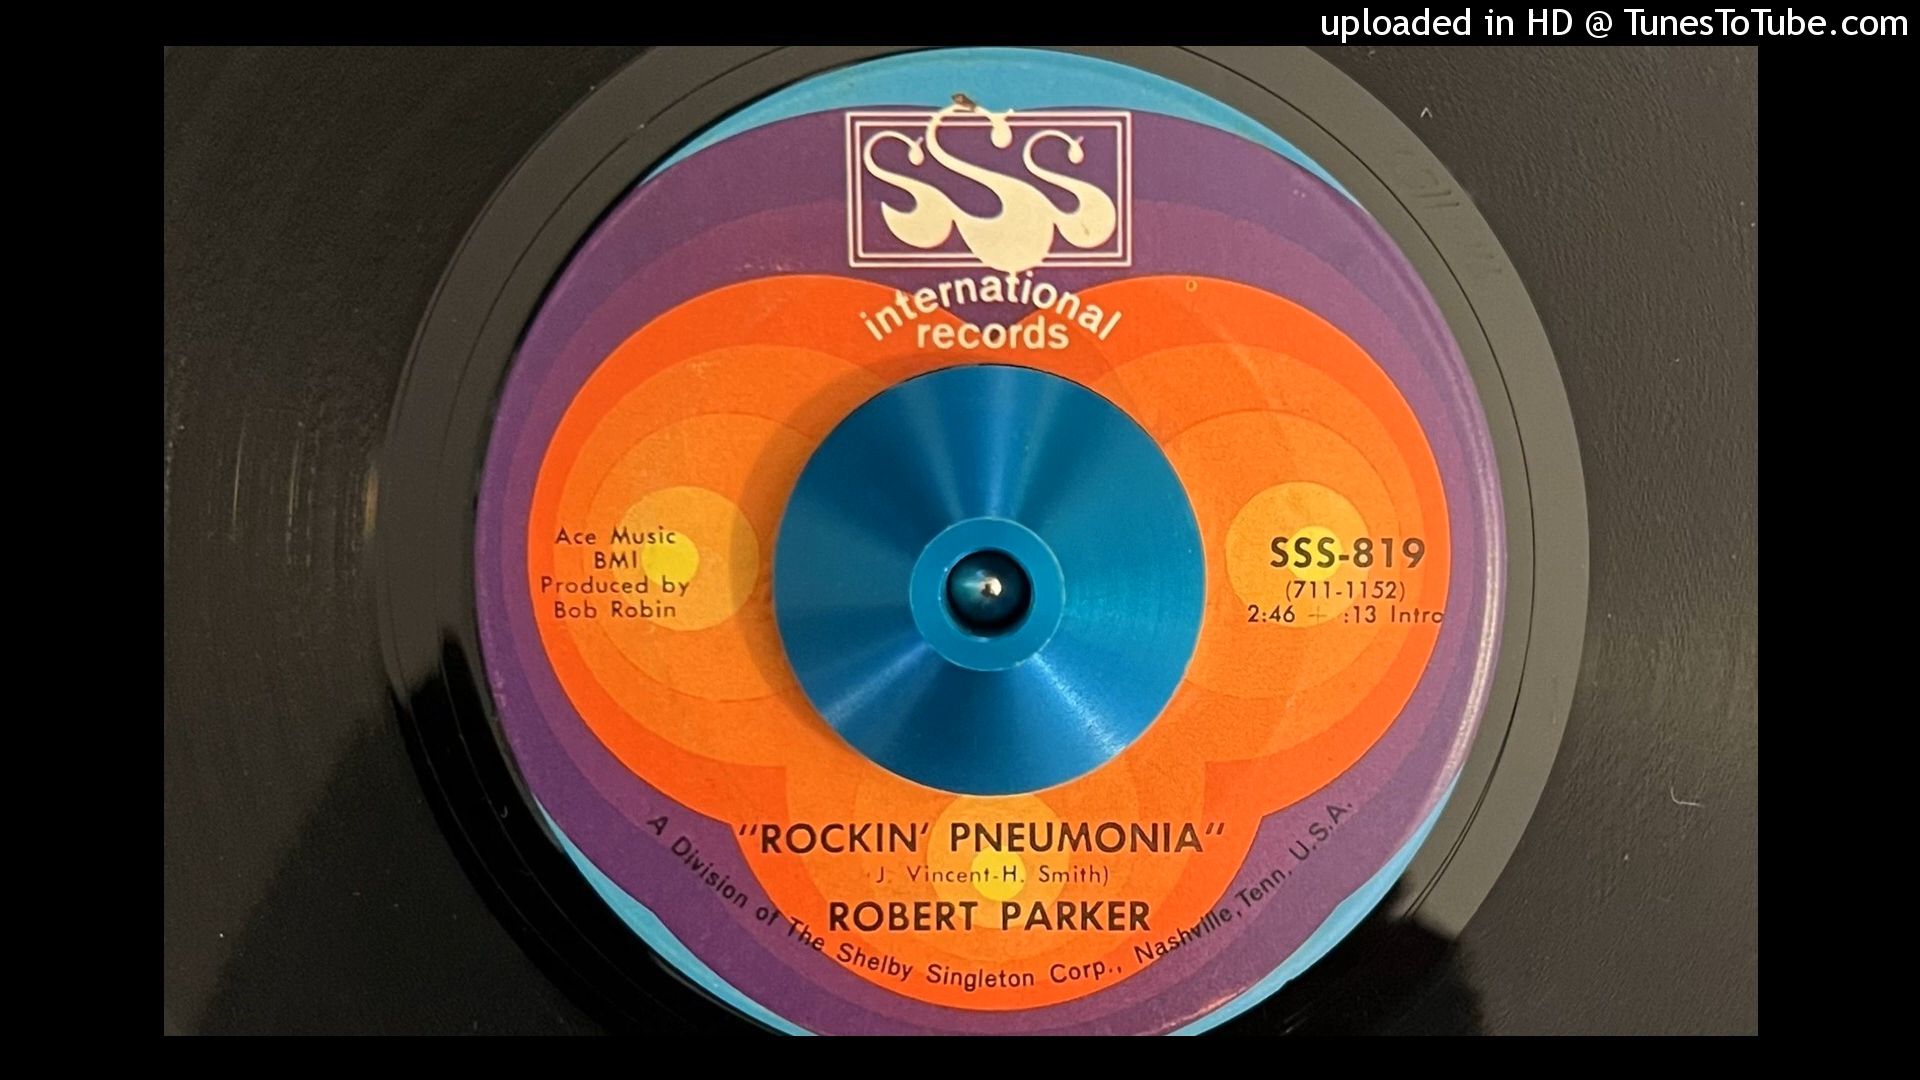 uploaded in HD @ TunesToTube.com
SSS
international
records
Ace Music
BMI
Produced by
Bob Robin
SSS-819
(711-1152)
2:46 + :13 Intro
"ROCKIN' PNEUMONIA"
J. Vincent-H. Smith)
ROBERT PARKER
A Division of The Shelby Singleton Corp., Nashville, Tenn. U.S.A.